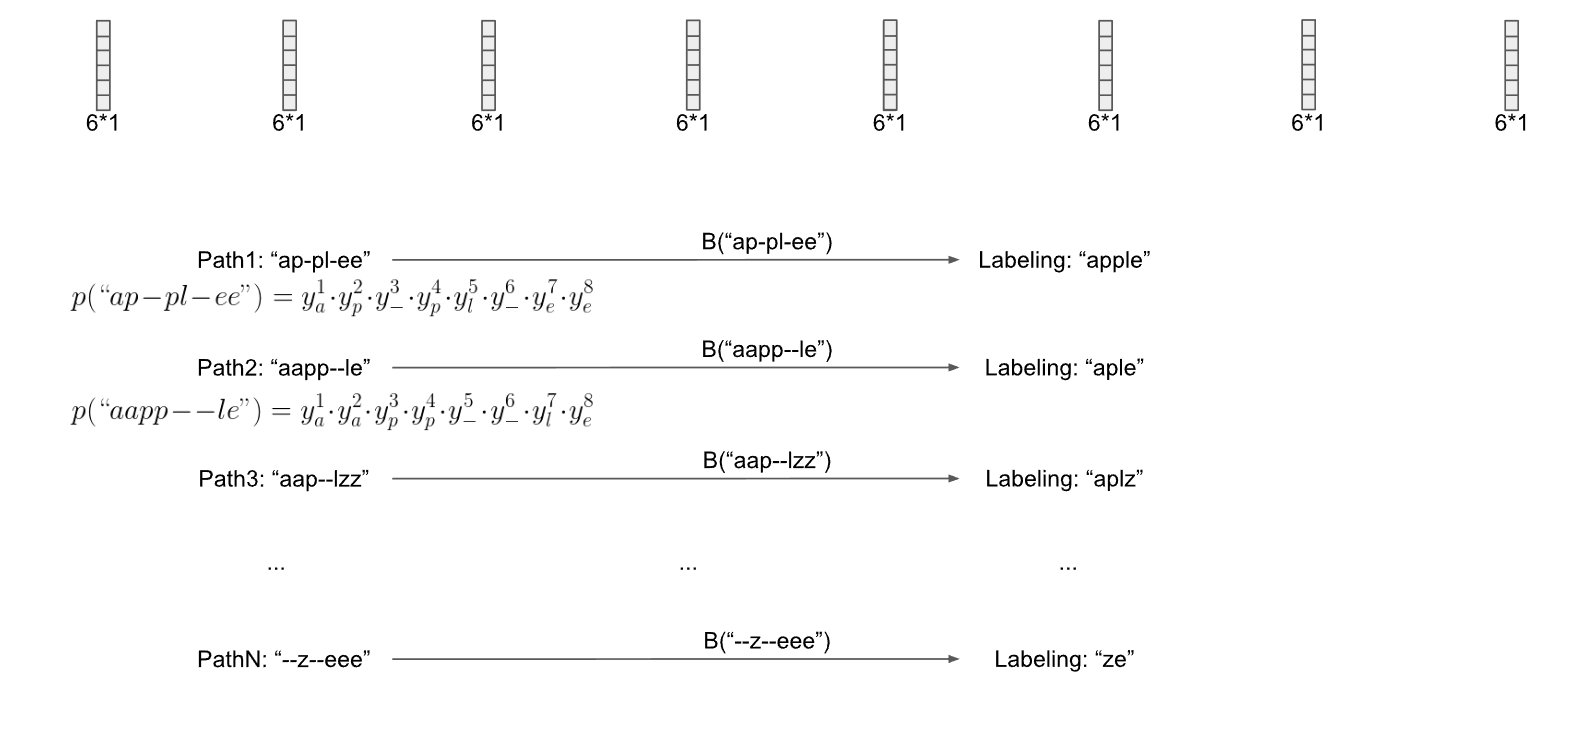 6*1 6*1 6*1 6*1 6*1 6*1 6*1 6*1
B(“ap-pl-ee”)
Path1: “ap-pl-ee” Labeling: “apple”
p(“ap−pl−ee”) = y_a^1·y_p^2·y_−^3·y_p^4·y_l^5·y_−^6·y_e^7·y_e^8
B(“aapp--le”)
Path2: “aapp--le” Labeling: “aple”
p(“aapp−−le”) = y_a^1·y_a^2·y_p^3·y_p^4·y_−^5·y_−^6·y_l^7·y_e^8
B(“aap--lzz”)
Path3: “aap--lzz” Labeling: “aplz”
... ... ...
B(“--z--eee”)
PathN: “--z--eee” Labeling: “ze”